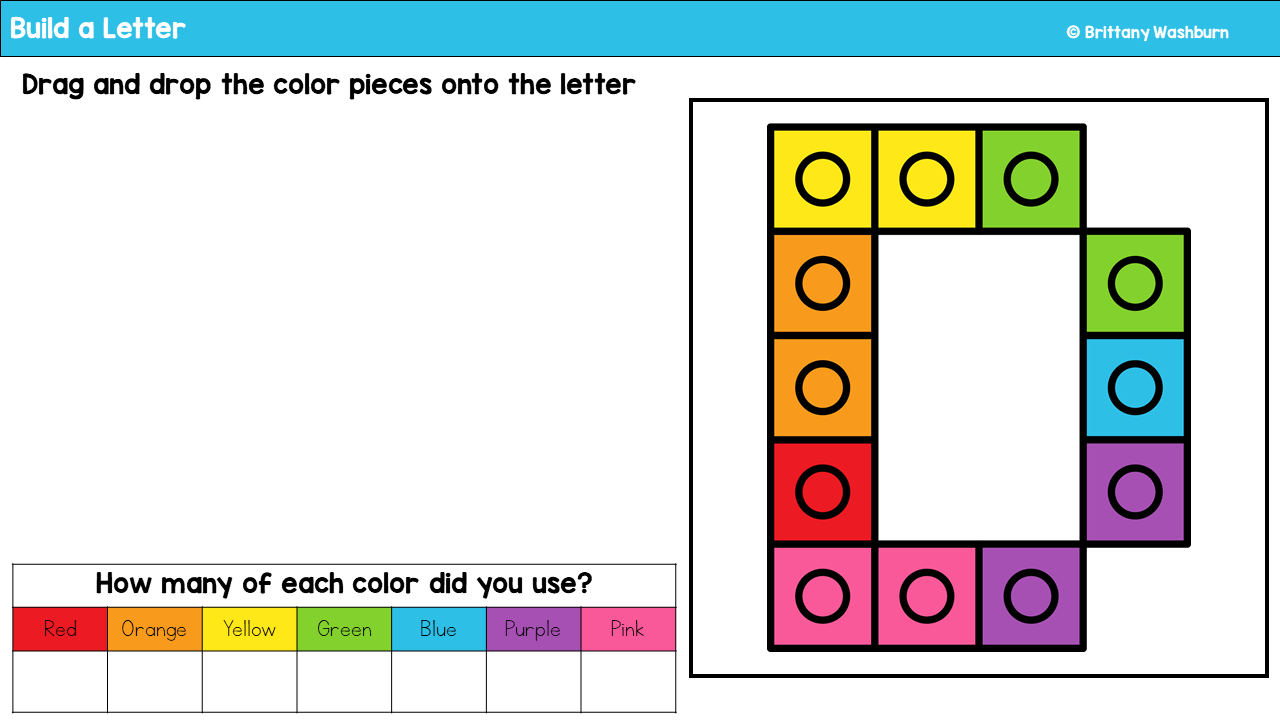 Build a Letter
© Brittany Washburn
Drag and drop the color pieces onto the letter
How many of each color did you use?
Red Orange Yellow Green Blue Purple Pink